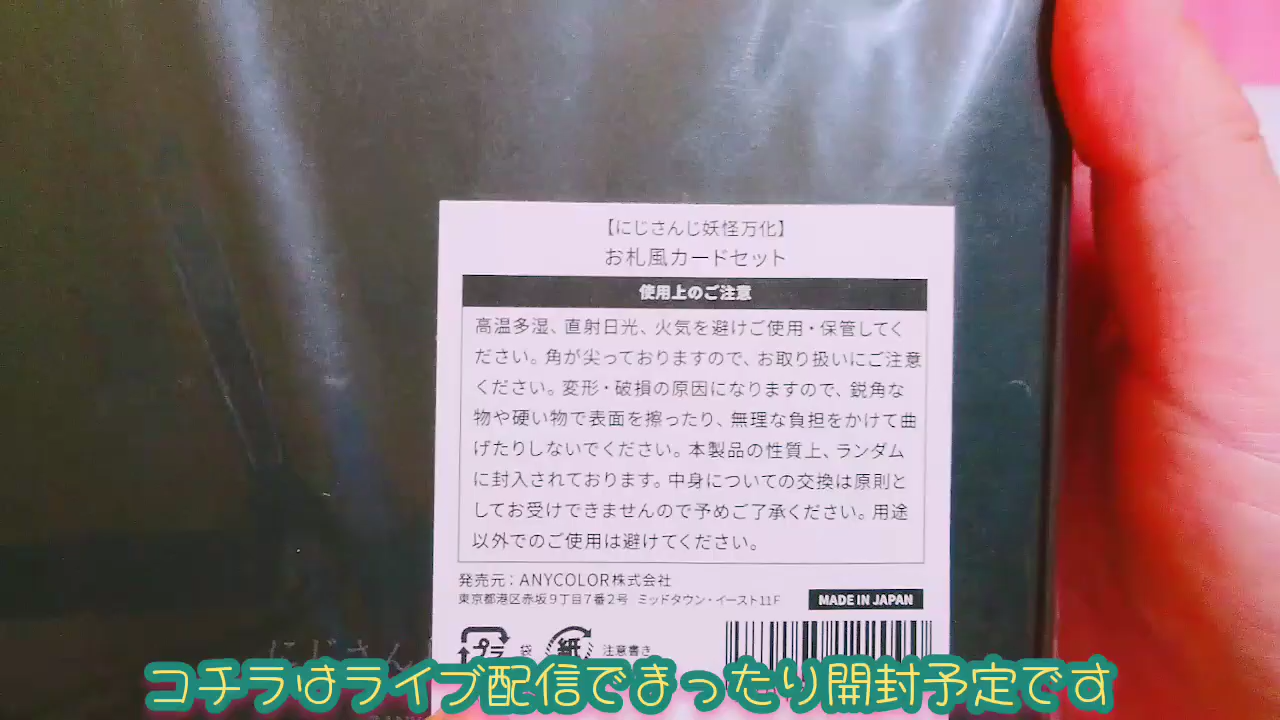 【にじさんじ妖怪万化】
お札風カードセット
使用上のご注意
高温多湿、直射日光、火気を避けご使用・保管してく
ださい。角が尖っておりますので、お取り扱いにご注意
ください。変形・破損の原因になりますので、鋭角な
物や硬い物で表面を擦ったり、無理な負担をかけて曲
げたりしないでください。本製品の性質上、ランダム
に封入されております。中身についての交換は原則と
してお受けできませんので予めご了承ください。用途
以外でのご使用は避けてください。
発売元：ANYCOLOR株式会社
東京都港区赤坂9丁目7番2号 ミッドタウン・イースト11F
MADE IN JAPAN
プラ 袋 紙 注意書き
にじさん
コチラはライブ配信でまったり開封予定です